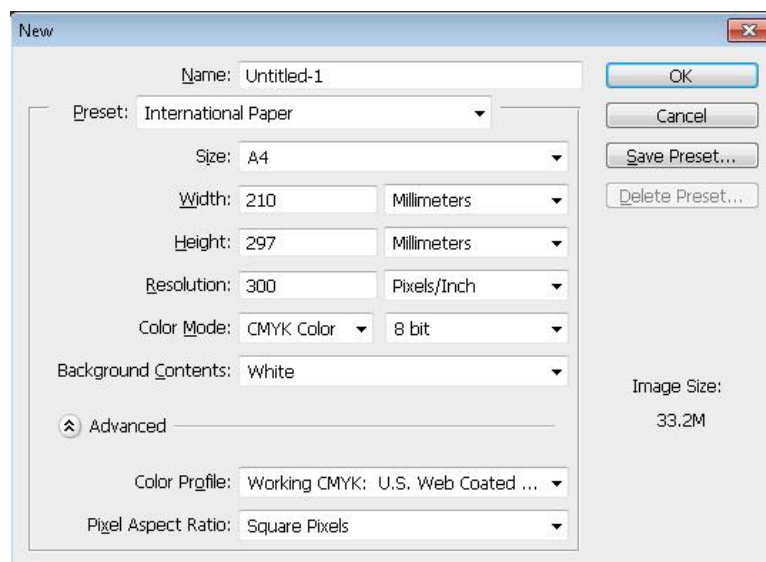 New
Name: Untitled-1
OK
Preset: International Paper
Cancel
Size: A4
Save Preset...
Width: 210 Millimeters
Delete Preset...
Height: 297 Millimeters
Resolution: 300 Pixels/Inch
Color Mode: CMYK Color 8 bit
Background Contents: White
Image Size:
33.2M
Advanced
Color Profile: Working CMYK: U.S. Web Coated ...
Pixel Aspect Ratio: Square Pixels